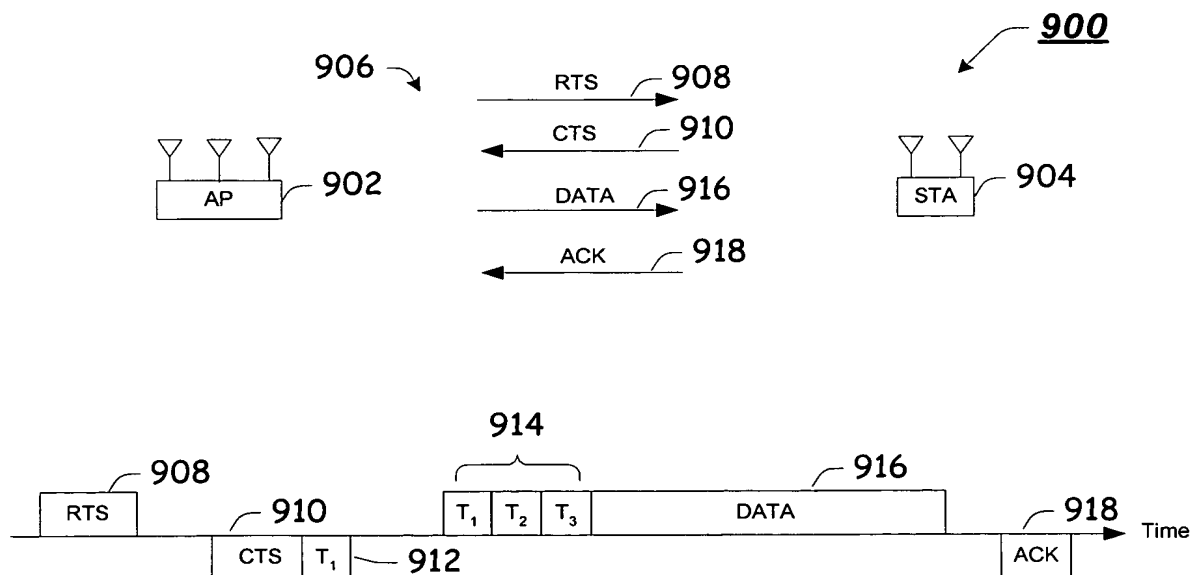 900
906
RTS 908
CTS 910
AP 902
DATA 916
STA 904
ACK 918
914
908
916
RTS
910
T1 T2 T3 DATA
918
Time
CTS T1 912
ACK